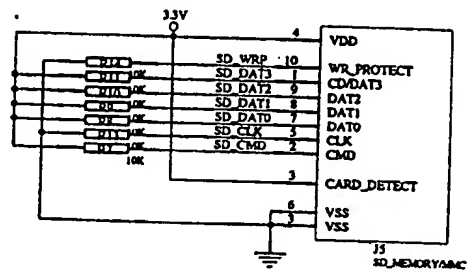 3.3V
4 VDD
R14 SD_WRP 10 WR_PROTECT
R11 10K SD_DAT3 1 CD/DAT3
R10 10K SD_DAT2 9 DAT2
R9 10K SD_DAT1 8 DAT1
R8 10K SD_DAT0 7 DAT0
R13 10K SD_CLK 5 CLK
R7 10K SD_CMD 2 CMD
10K
3 CARD_DETECT
6 VSS
3 VSS
J5
SD_MEMORY/MMC